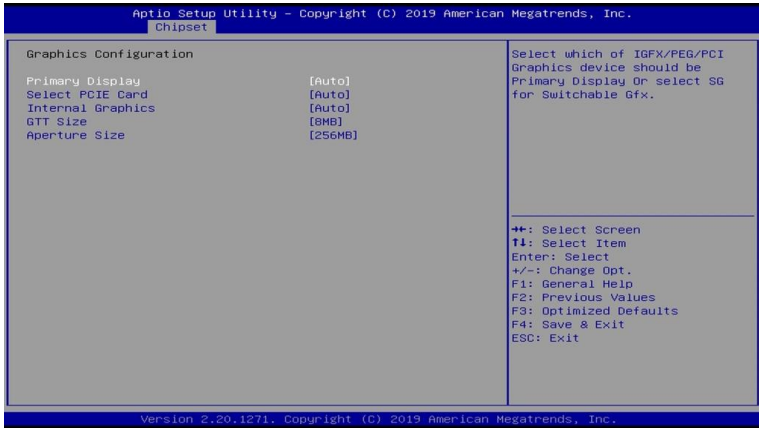 Aptio Setup Utility – Copyright (C) 2019 American Megatrends, Inc.
Chipset
Graphics Configuration
Primary Display [Auto]
Select PCIE Card [Auto]
Internal Graphics [Auto]
GTT Size [8MB]
Aperture Size [256MB]
Select which of IGFX/PEG/PCI
Graphics device should be
Primary Display Or select SG
for Switchable Gfx.
→←: Select Screen
↑↓: Select Item
Enter: Select
+/-: Change Opt.
F1: General Help
F2: Previous Values
F3: Optimized Defaults
F4: Save & Exit
ESC: Exit
Version 2.20.1271. Copyright (C) 2019 American Megatrends, Inc.